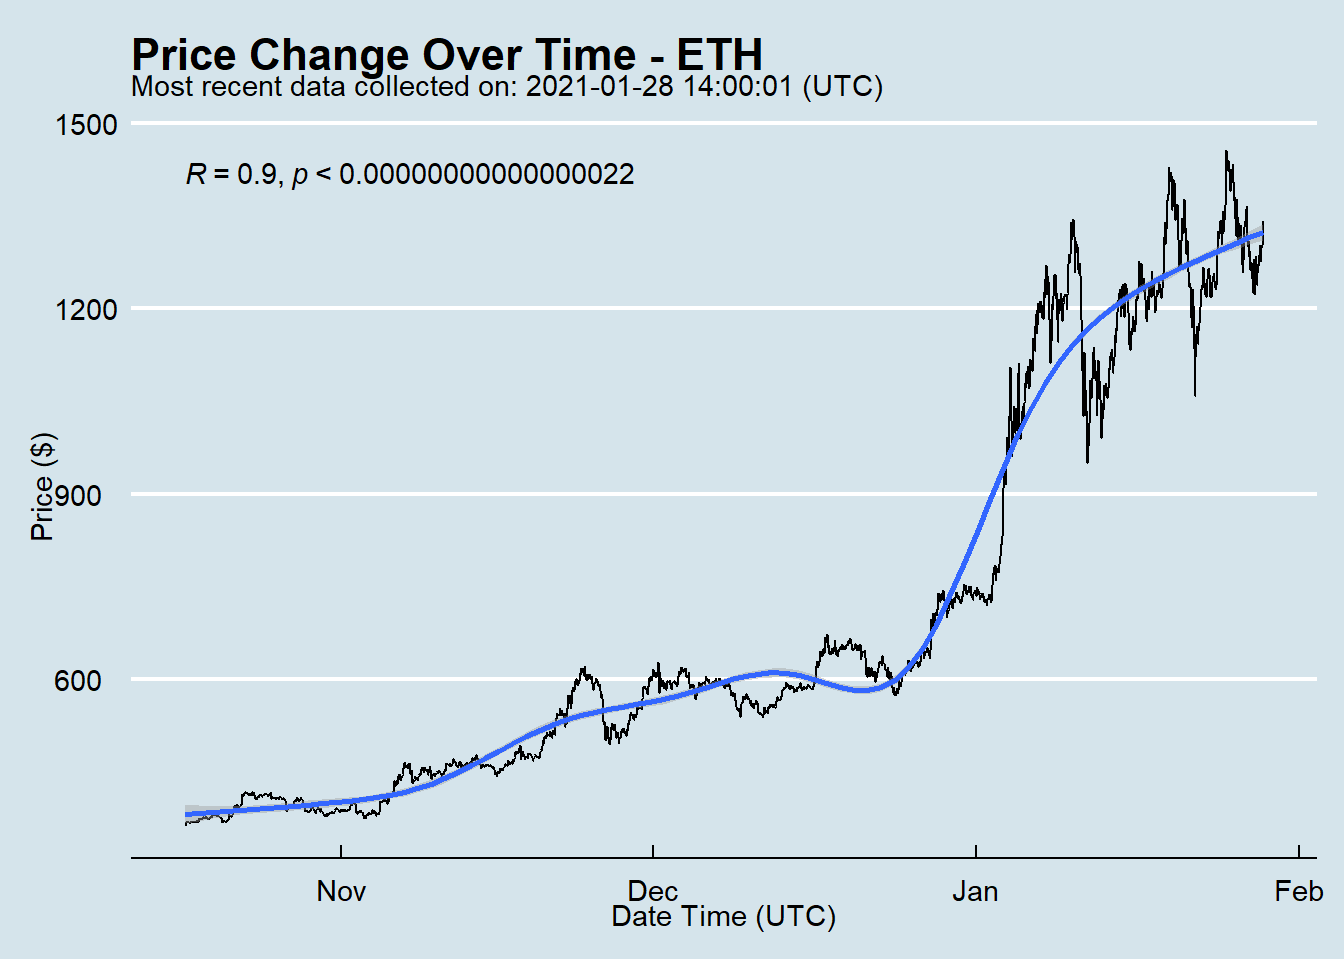 Price Change Over Time - ETH
Most recent data collected on: 2021-01-28 14:00:01 (UTC)
1500
R = 0.9, p < 0.00000000000000022
1200
Price ($)
900
600
Nov Dec Jan Feb
Date Time (UTC)